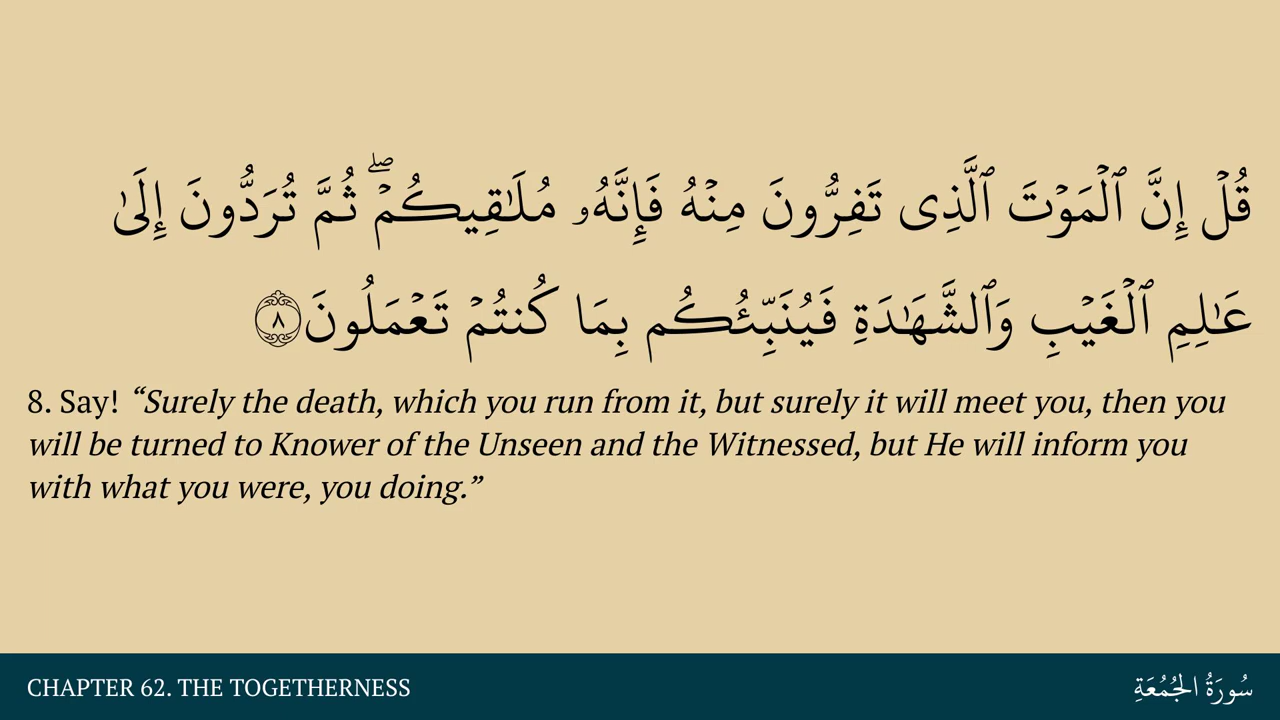 قُلْ إِنَّ ٱلْمَوْتَ ٱلَّذِى تَفِرُّونَ مِنْهُ فَإِنَّهُۥ مُلَـٰقِيكُمْ ۖ ثُمَّ تُرَدُّونَ إِلَىٰ
عَـٰلِمِ ٱلْغَيْبِ وَٱلشَّهَـٰدَةِ فَيُنَبِّئُكُم بِمَا كُنتُمْ تَعْمَلُونَ ٨
8. Say! “Surely the death, which you run from it, but surely it will meet you, then you
will be turned to Knower of the Unseen and the Witnessed, but He will inform you
with what you were, you doing.”
CHAPTER 62. THE TOGETHERNESS
سُورَةُ الجُمُعَةِ